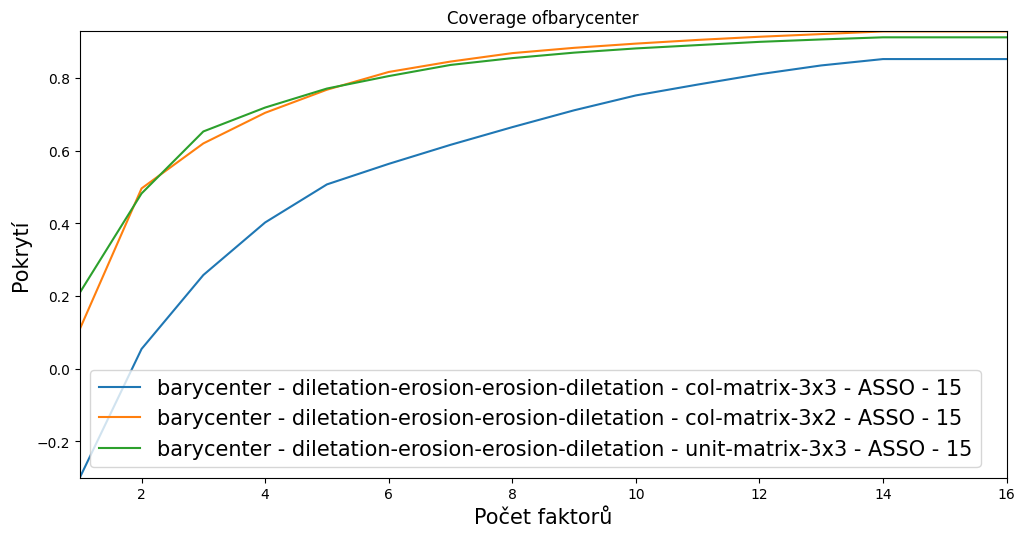 Coverage ofbarycenter
Pokrytí
0.8
0.6
0.4
0.2
0.0
−0.2
barycenter - diletation-erosion-erosion-diletation - col-matrix-3x3 - ASSO - 15
barycenter - diletation-erosion-erosion-diletation - col-matrix-3x2 - ASSO - 15
barycenter - diletation-erosion-erosion-diletation - unit-matrix-3x3 - ASSO - 15
2 4 6 8 10 12 14 16
Počet faktorů